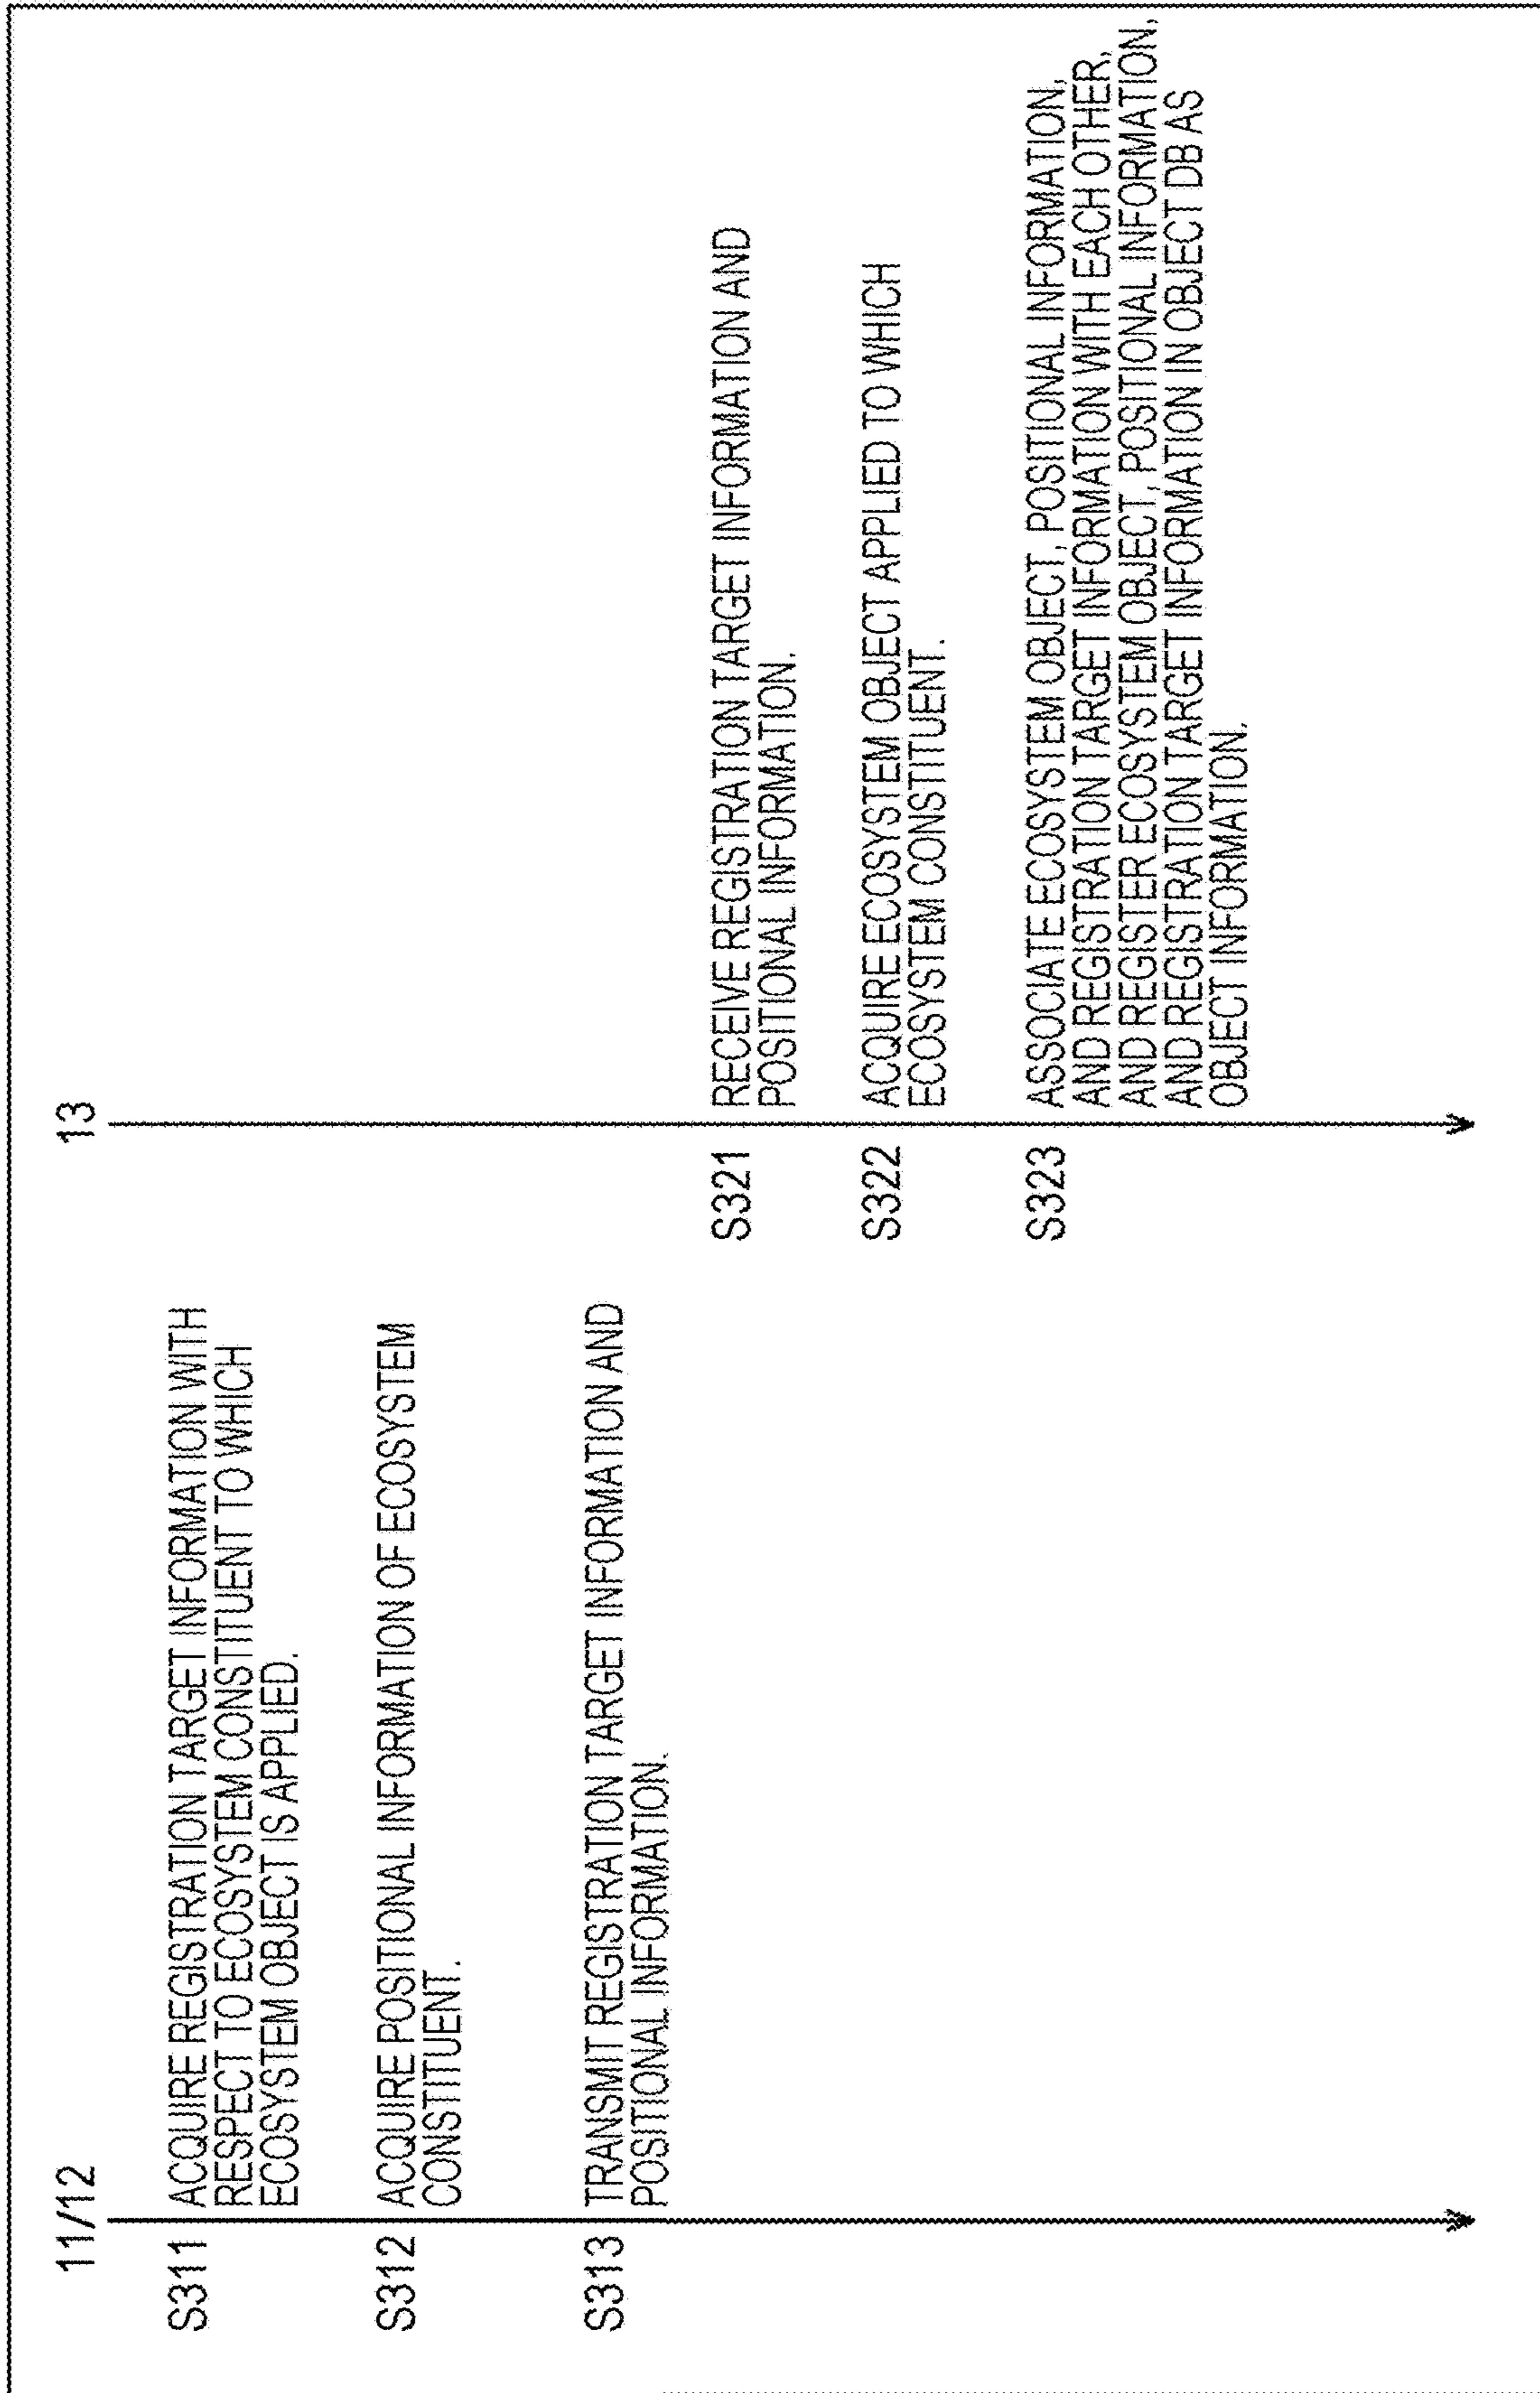 11/12
S311
ACQUIRE REGISTRATION TARGET INFORMATION WITH
RESPECT TO ECOSYSTEM CONSTITUENT TO WHICH
ECOSYSTEM OBJECT IS APPLIED.
S312
ACQUIRE POSITIONAL INFORMATION OF ECOSYSTEM
CONSTITUENT.
S313
TRANSMIT REGISTRATION TARGET INFORMATION AND
POSITIONAL INFORMATION.
13
S321
RECEIVE REGISTRATION TARGET INFORMATION AND
POSITIONAL INFORMATION.
S322
ACQUIRE ECOSYSTEM OBJECT APPLIED TO WHICH
ECOSYSTEM CONSTITUENT.
S323
ASSOCIATE ECOSYSTEM OBJECT, POSITIONAL INFORMATION,
AND REGISTRATION TARGET INFORMATION WITH EACH OTHER,
AND REGISTER ECOSYSTEM OBJECT, POSITIONAL INFORMATION,
AND REGISTRATION TARGET INFORMATION IN OBJECT DB AS
OBJECT INFORMATION.